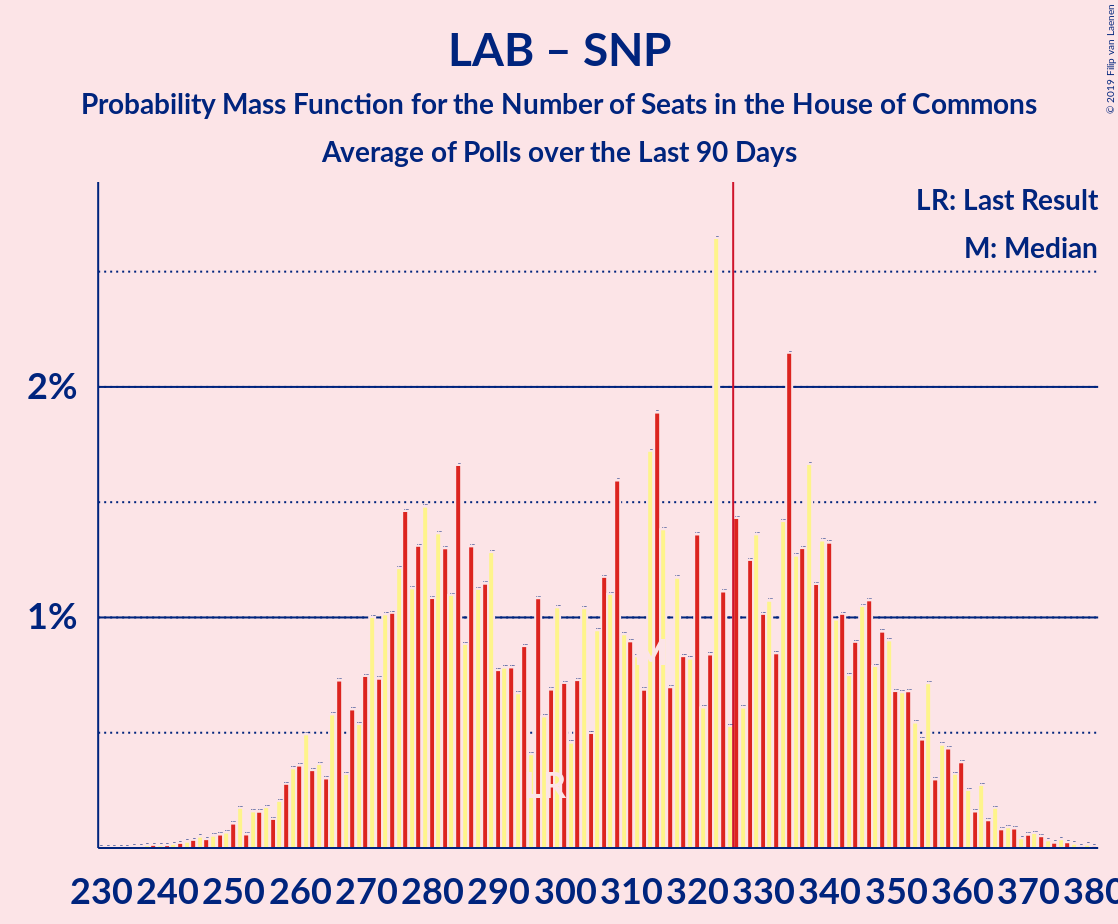 LAB – SNP
Probability Mass Function for the Number of Seats in the House of Commons
Average of Polls over the Last 90 Days
© 2019 Filip van Laenen
LR: Last Result
M: Median
2%
1%
M
LR
230 240 250 260 270 280 290 300 310 320 330 340 350 360 370 380